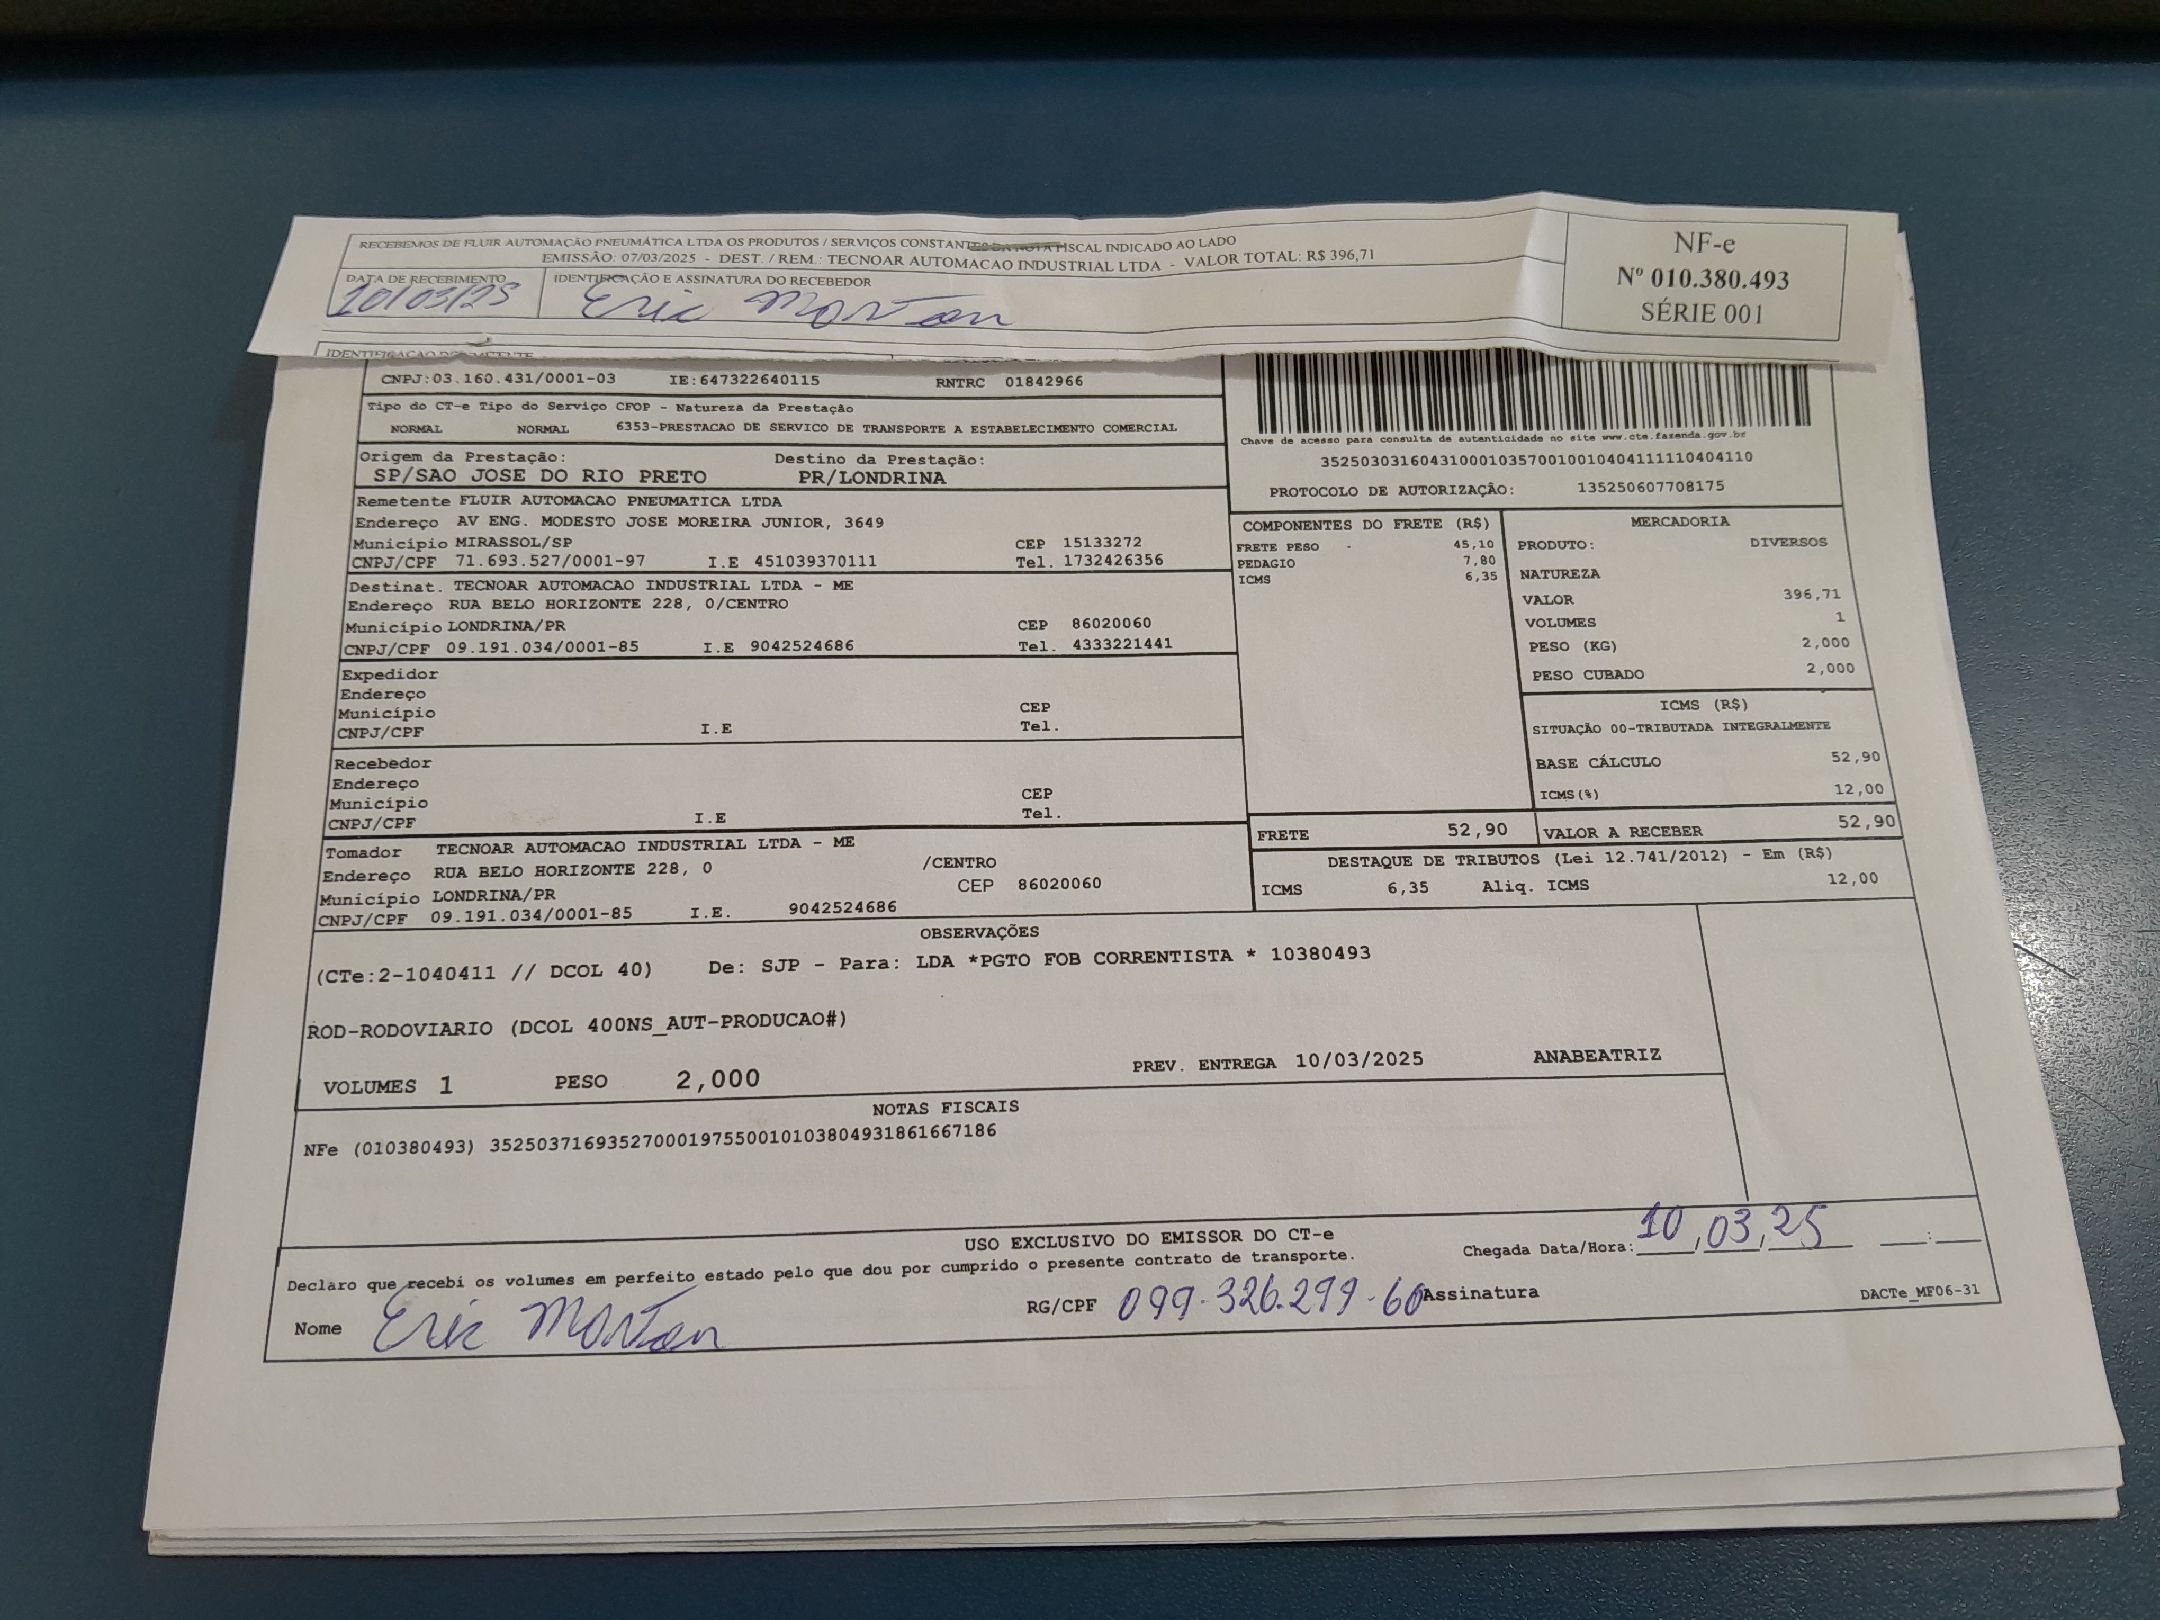 RECEBEMOS DE FLUIR AUTOMAÇÃO PNEUMÁTICA LTDA OS PRODUTOS / SERVIÇOS CONSTANTES DA NOTA FISCAL INDICADO AO LADO
EMISSÃO: 07/03/2025 - DEST. / REM.: TECNOAR AUTOMACAO INDUSTRIAL LTDA - VALOR TOTAL: R$ 396,71
DATA DE RECEBIMENTO IDENTIFICAÇÃO E ASSINATURA DO RECEBEDOR
10/03/25 Eric
NF-e
Nº 010.380.493
SÉRIE 001
CNPJ:03.160.431/0001-03 IE:647322640115 RNTRC 01842966
Tipo do CT-e Tipo do Serviço CFOP - Natureza da Prestação
NORMAL NORMAL 6353-PRESTACAO DE SERVICO DE TRANSPORTE A ESTABELECIMENTO COMERCIAL
Origem da Prestação: Destino da Prestação:
SP/SAO JOSE DO RIO PRETO PR/LONDRINA
Chave de acesso para consulta de autenticidade no site www.cte.fazenda.gov.br
PROTOCOLO DE AUTORIZAÇÃO: 135250607708175
Remetente FLUIR AUTOMACAO PNEUMATICA LTDA
Endereço AV ENG. MODESTO JOSE MOREIRA JUNIOR, 3649
Município MIRASSOL/SP CEP 15133272
CNPJ/CPF 71.693.527/0001-97 I.E 451039370111 Tel. 1732426356
Destinat. TECNOAR AUTOMACAO INDUSTRIAL LTDA - ME
Endereço RUA BELO HORIZONTE 228, 0/CENTRO
Município LONDRINA/PR CEP 86020060
CNPJ/CPF 09.191.034/0001-85 I.E 9042524686 Tel. 4333221441
Expedidor
Endereço
Município CEP
CNPJ/CPF I.E Tel.
Recebedor
Endereço
Município CEP
CNPJ/CPF I.E Tel.
Tomador TECNOAR AUTOMACAO INDUSTRIAL LTDA - ME
Endereço RUA BELO HORIZONTE 228, 0 /CENTRO
Município LONDRINA/PR CEP 86020060
CNPJ/CPF 09.191.034/0001-85 I.E. 9042524686
COMPONENTES DO FRETE (R$)
FRETE PESO - 45,10
PEDAGIO 7,80
ICMS 6,35
MERCADORIA
PRODUTO: DIVERSOS
NATUREZA
VALOR 396,71
VOLUMES 1
PESO (KG) 2,000
PESO CUBADO 2,000
ICMS (R$)
SITUAÇÃO 00-TRIBUTADA INTEGRALMENTE
BASE CÁLCULO 52,90
ICMS(%) 12,00
FRETE 52,90 VALOR A RECEBER 52,90
DESTAQUE DE TRIBUTOS (Lei 12.741/2012) - Em (R$)
ICMS 6,35 Aliq. ICMS 12,00
OBSERVAÇÕES
(CTe:2-1040411 // DCOL 40) De: SJP - Para: LDA *PGTO FOB CORRENTISTA * 10380493
ROD-RODOVIARIO (DCOL 400NS_AUT-PRODUCAO#)
VOLUMES 1 PESO 2,000 PREV. ENTREGA 10/03/2025 ANABEATRIZ
NOTAS FISCAIS
NFe (010380493) 35250371693527000197550010103804931861667186
USO EXCLUSIVO DO EMISSOR DO CT-e
Chegada Data/Hora: 10,03,25 :
Declaro que recebi os volumes em perfeito estado pelo que dou por cumprido o presente contrato de transporte.
Nome Eric RG/CPF 099.326.299-60 Assinatura
DACTe_MF06-31